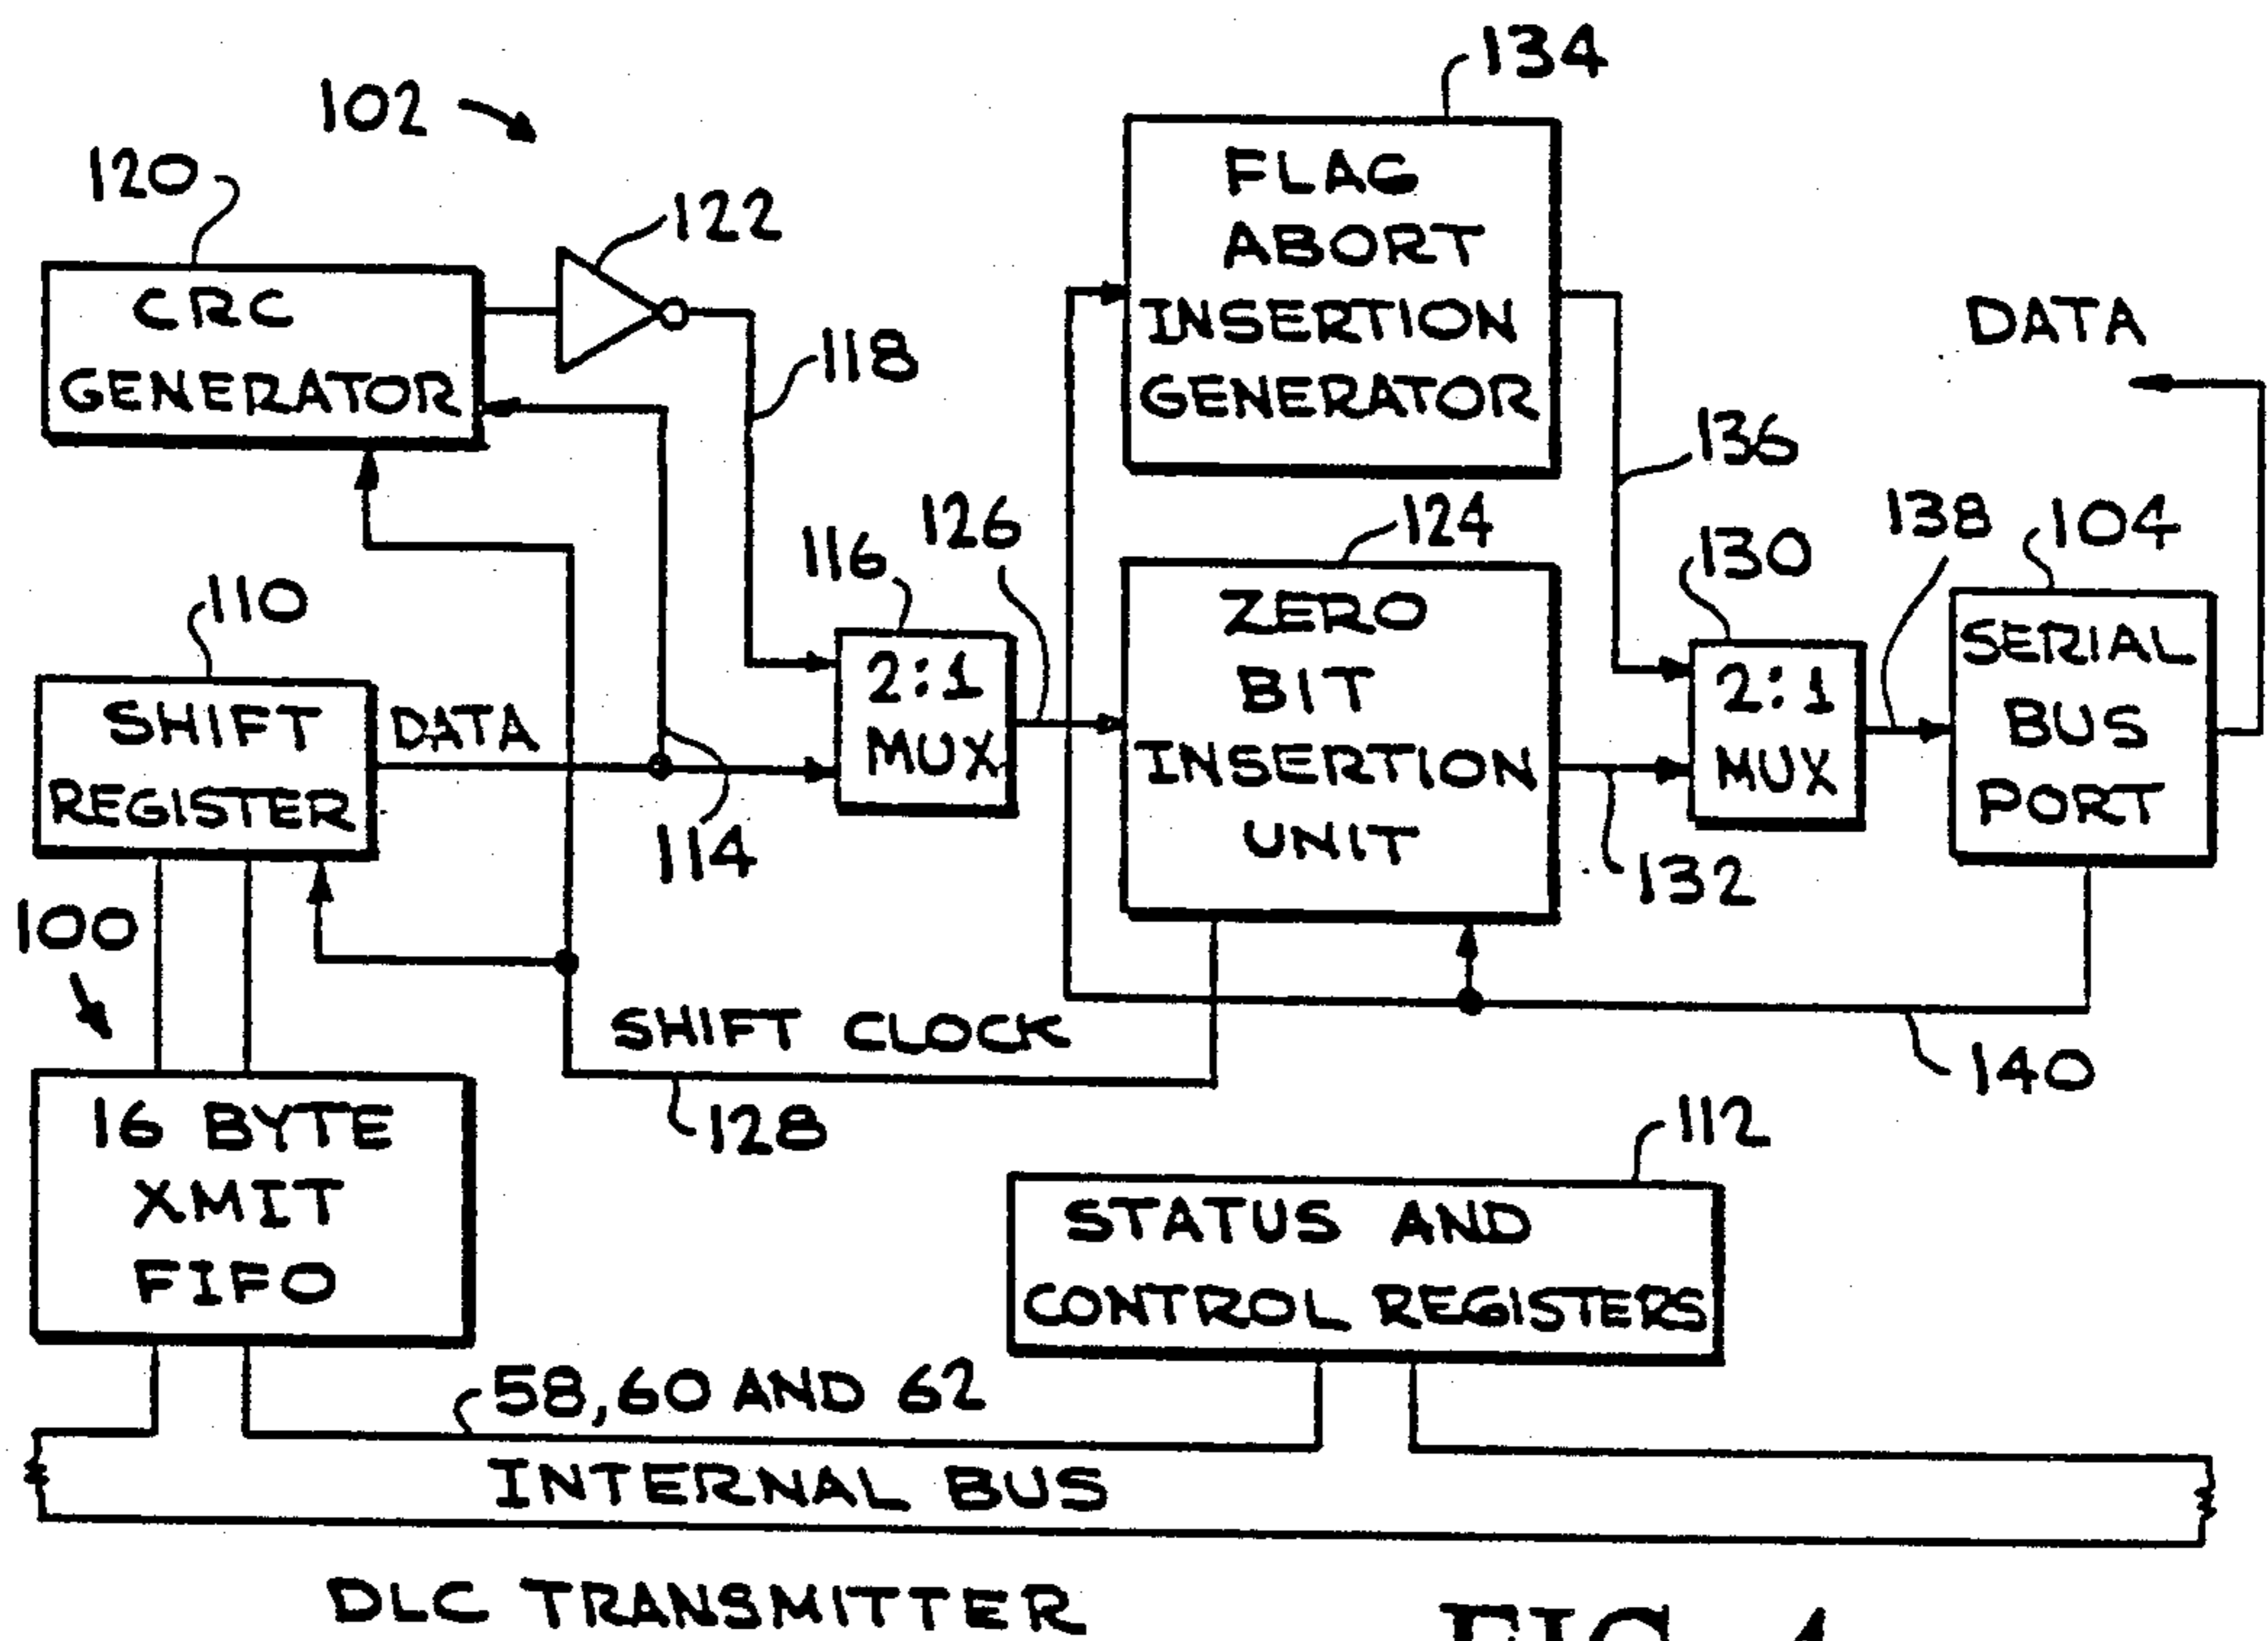 134
102
120
122
FLAG
ABORT
INSERTION
GENERATOR
CRC
GENERATOR
118
DATA
136
126
124
138
104
116
130
110
ZERO
BIT
INSERTION
UNIT
2:1
MUX
2:1
MUX
SERIAL
BUS
PORT
SHIFT
REGISTER
DATA
114
132
100
SHIFT CLOCK
140
128
112
16 BYTE
XMIT
FIFO
STATUS AND
CONTROL REGISTERS
58,60 AND 62
INTERNAL BUS
DLC TRANSMITTER